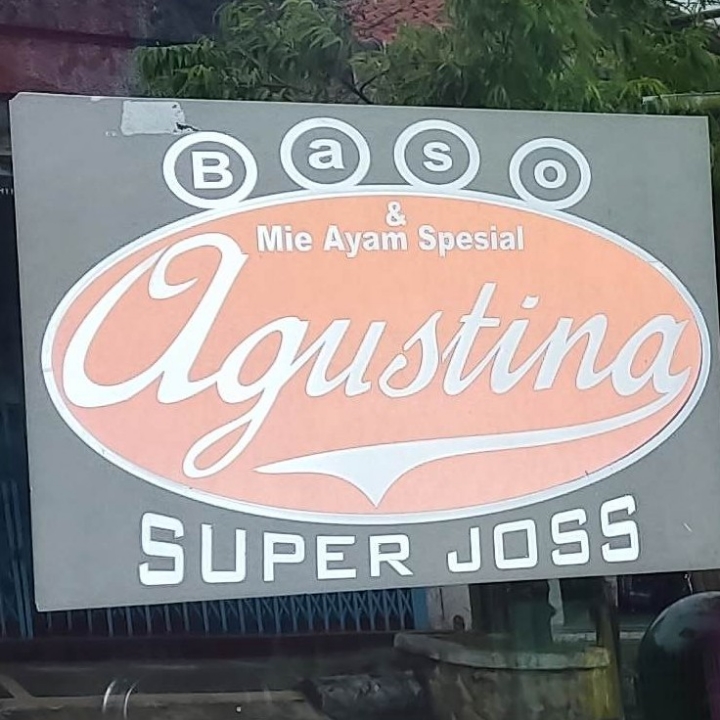 Baso
&
Mie Ayam Spesial
Agustina
SUPER JOSS